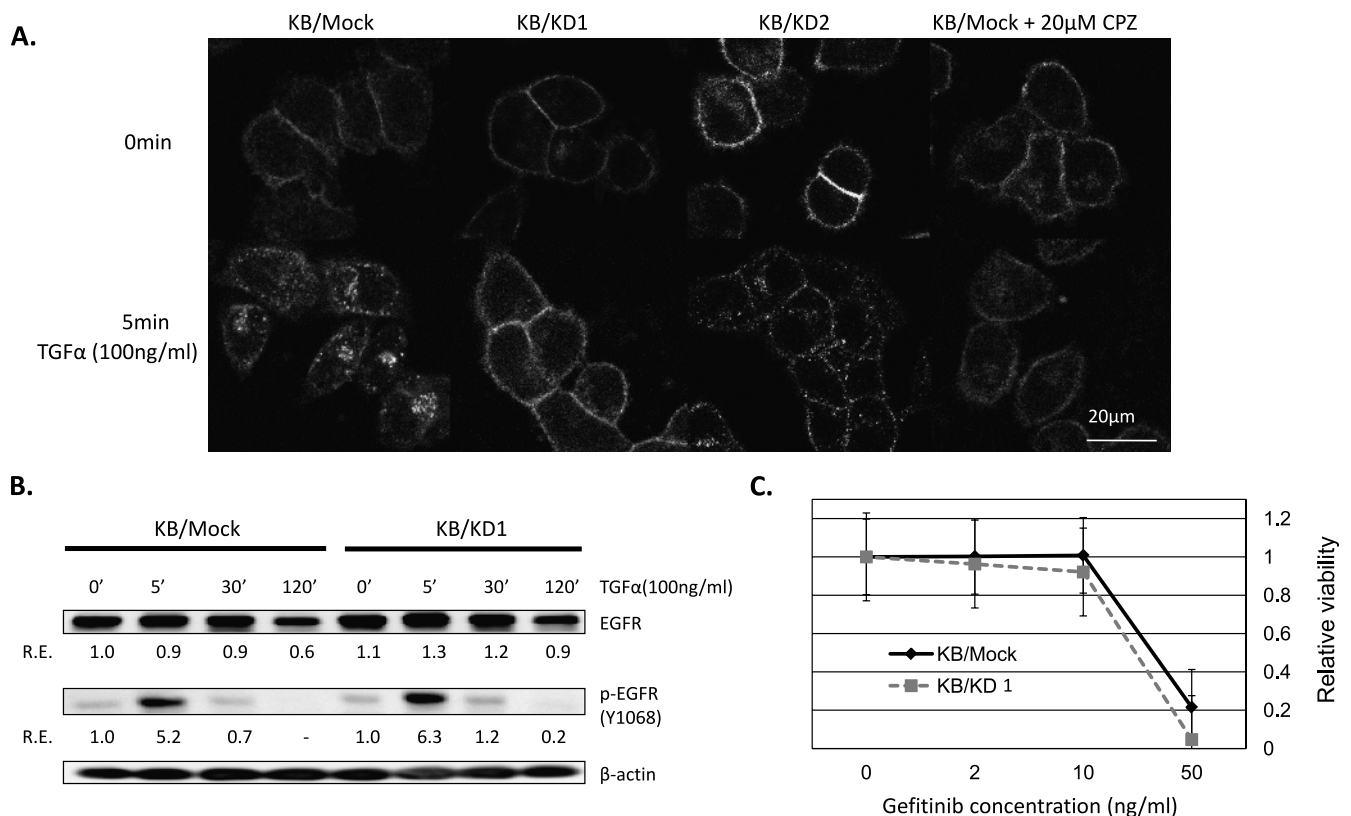 A.
KB/Mock KB/KD1 KB/KD2 KB/Mock + 20μM CPZ
0min
5min
TGFα (100ng/ml)
20μm
B.
KB/Mock KB/KD1
0’ 5’ 30’ 120’ 0’ 5’ 30’ 120’ TGFα(100ng/ml)
EGFR
R.E. 1.0 0.9 0.9 0.6 1.1 1.3 1.2 0.9
p-EGFR
(Y1068)
R.E. 1.0 5.2 0.7 - 1.0 6.3 1.2 0.2
β-actin
C.
1.2
1
0.8
0.6
0.4
0.2
0
KB/Mock
KB/KD 1
Relative viability
0 2 10 50
Gefitinib concentration (ng/ml)